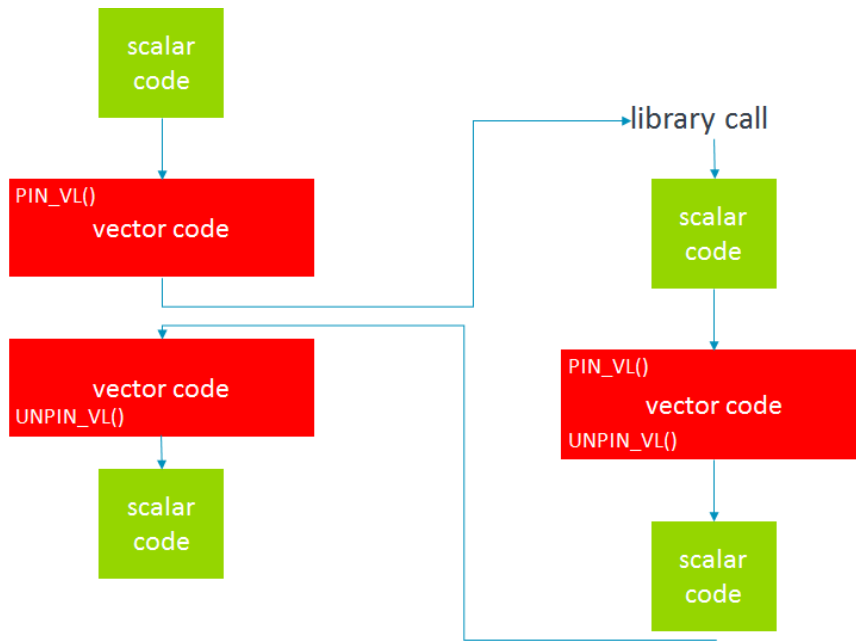 scalar
code
PIN_VL()
vector code
vector code
UNPIN_VL()
scalar
code
library call
scalar
code
PIN_VL()
vector code
UNPIN_VL()
scalar
code